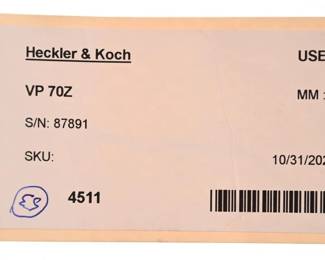 Heckler & Koch
USE
VP 70Z
MM :
S/N: 87891
SKU:
10/31/202
4511